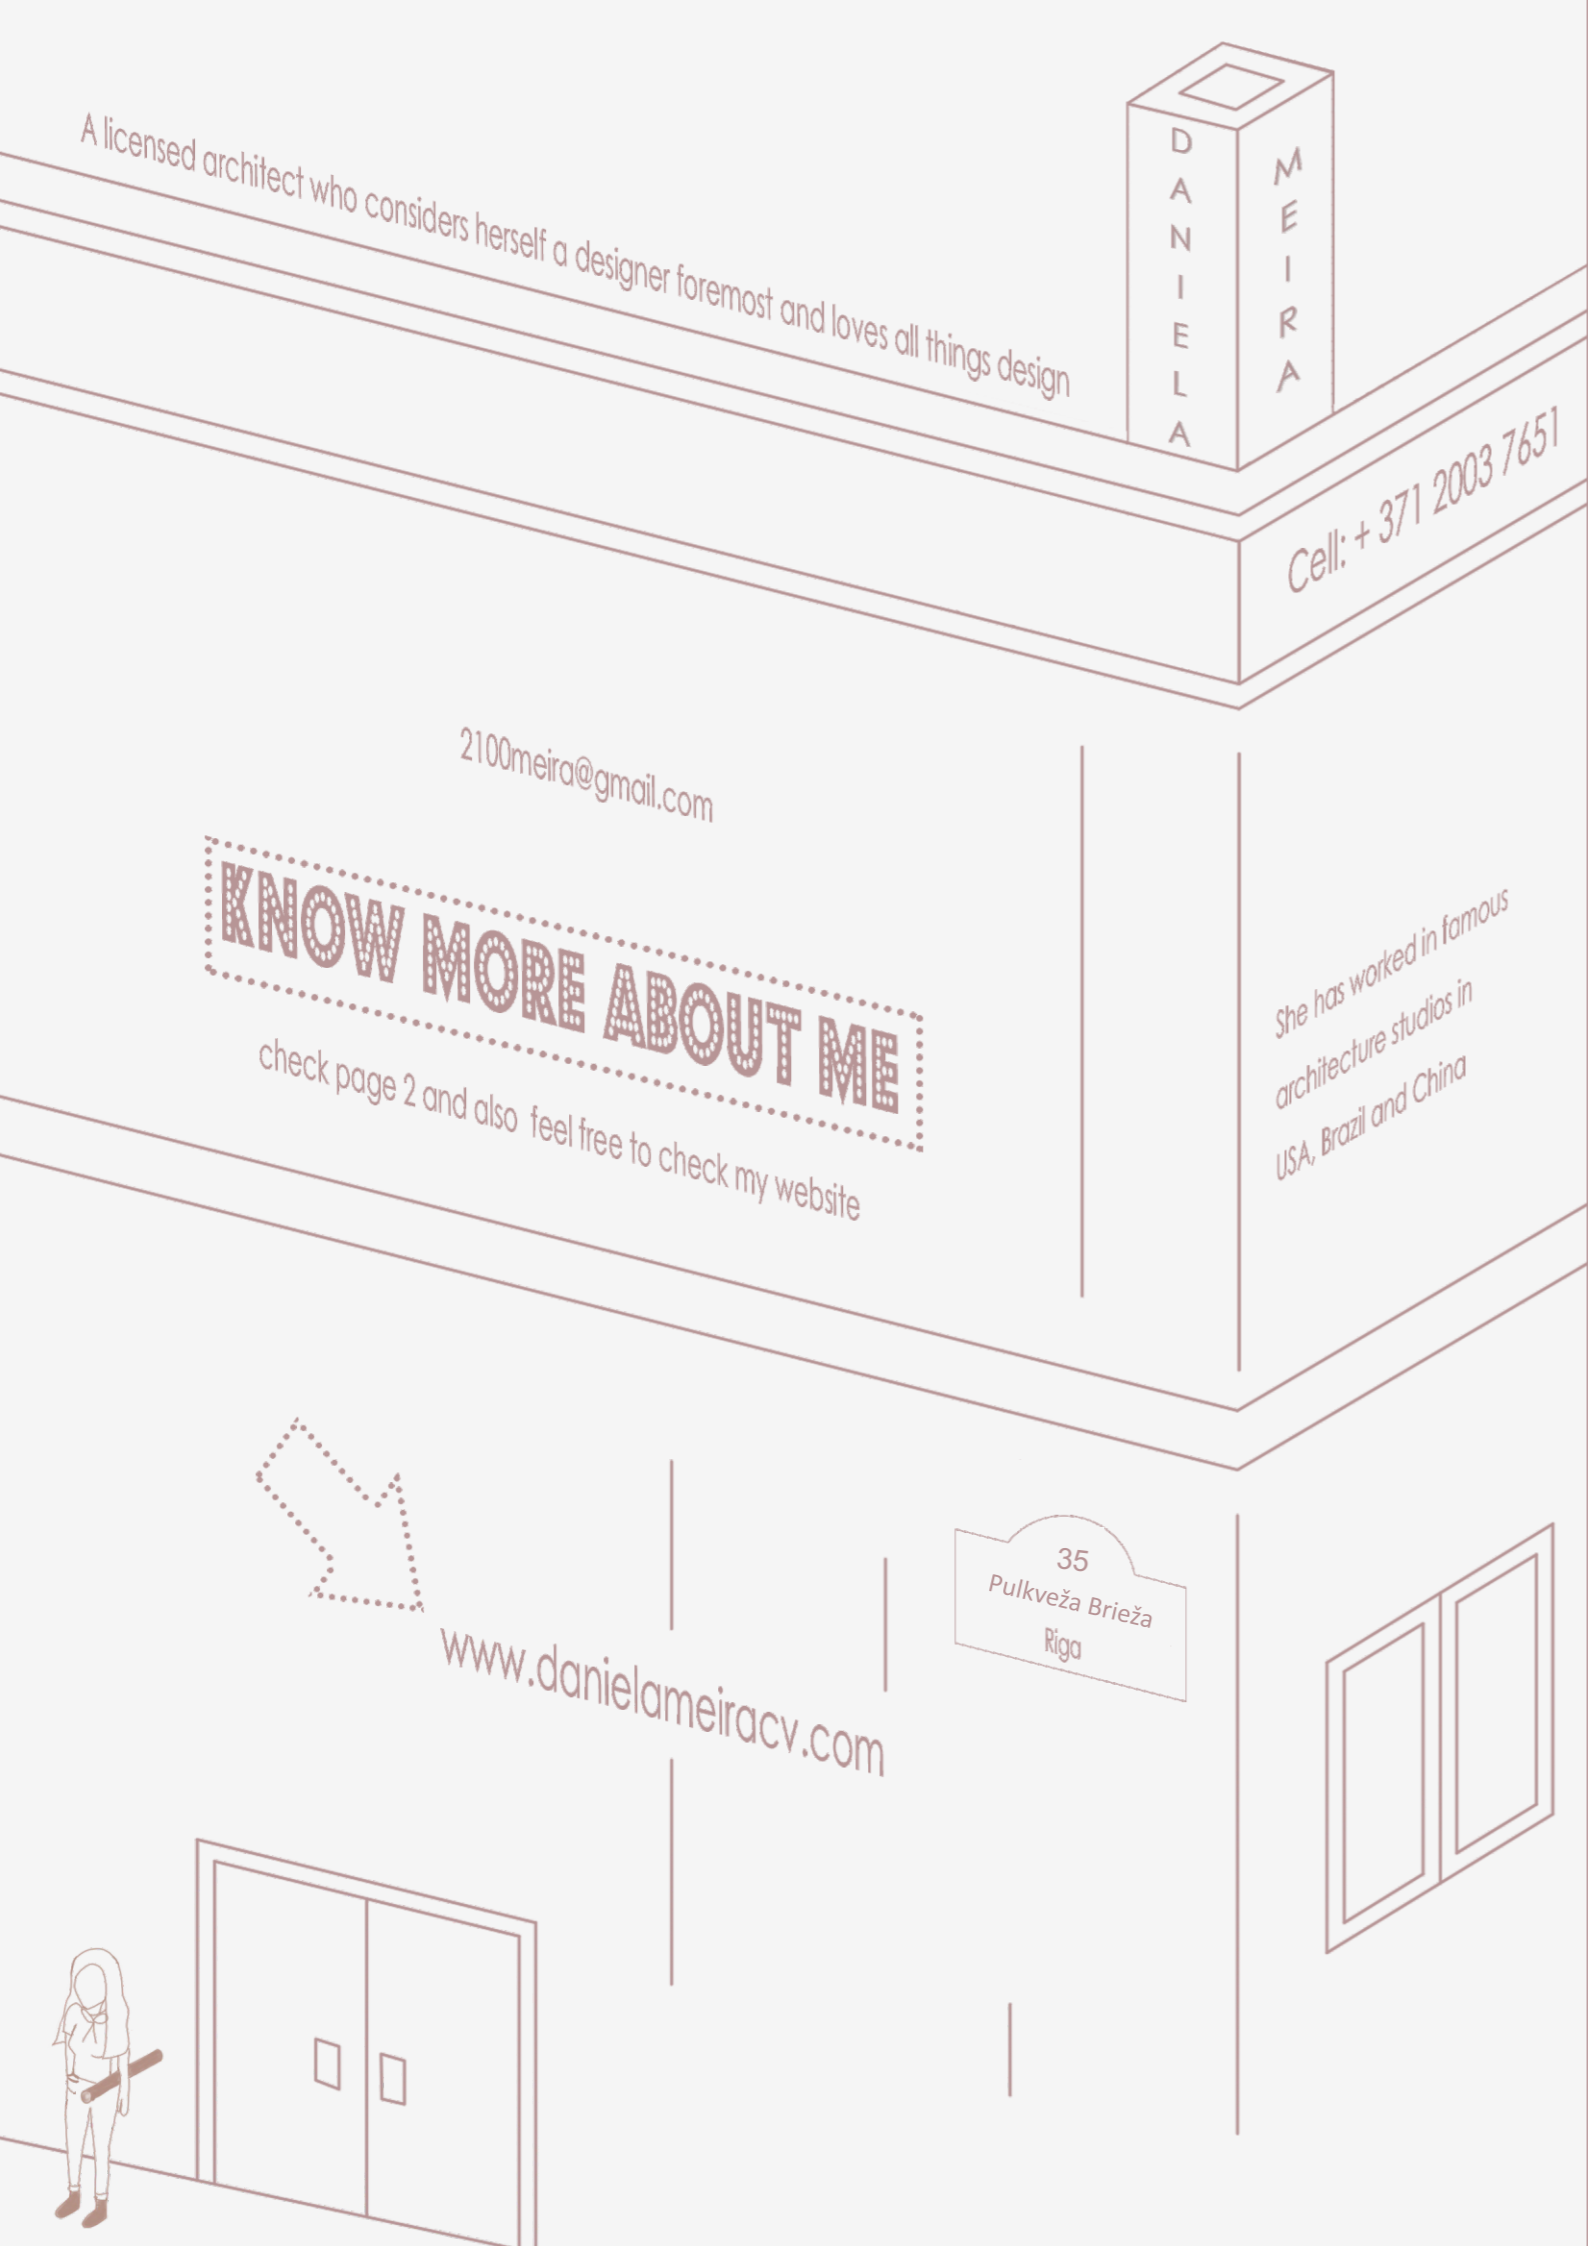 DANIELA
MEIRA
A licensed architect who considers herself a designer foremost and loves all things design
Cell: + 371 2003 7651
2100meira@gmail.com
KNOW MORE ABOUT ME
check page 2 and also feel free to check my website
She has worked in famous
architecture studios in
USA, Brazil and China
35
Pulkveža Brieža
Riga
www.danielameiracv.com